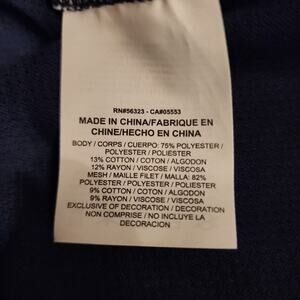 RN#56323 - CA#05553
MADE IN CHINA/FABRIQUE EN
CHINE/HECHO EN CHINA
BODY / CORPS / CUERPO: 75% POLYESTER /
POLYESTER / POLIESTER
13% COTTON / COTON / ALGODON
12% RAYON / VISCOSE / VISCOSA
MESH / MAILLE FILET / MALLA: 82%
POLYESTER / POLYESTER / POLIESTER
9% COTTON / COTON / ALGODON
9% RAYON / VISCOSE / VISCOSA
EXCLUSIVE OF DECORATION / DECORATION
NON COMPRISE / NO INCLUYE LA
DECORACION